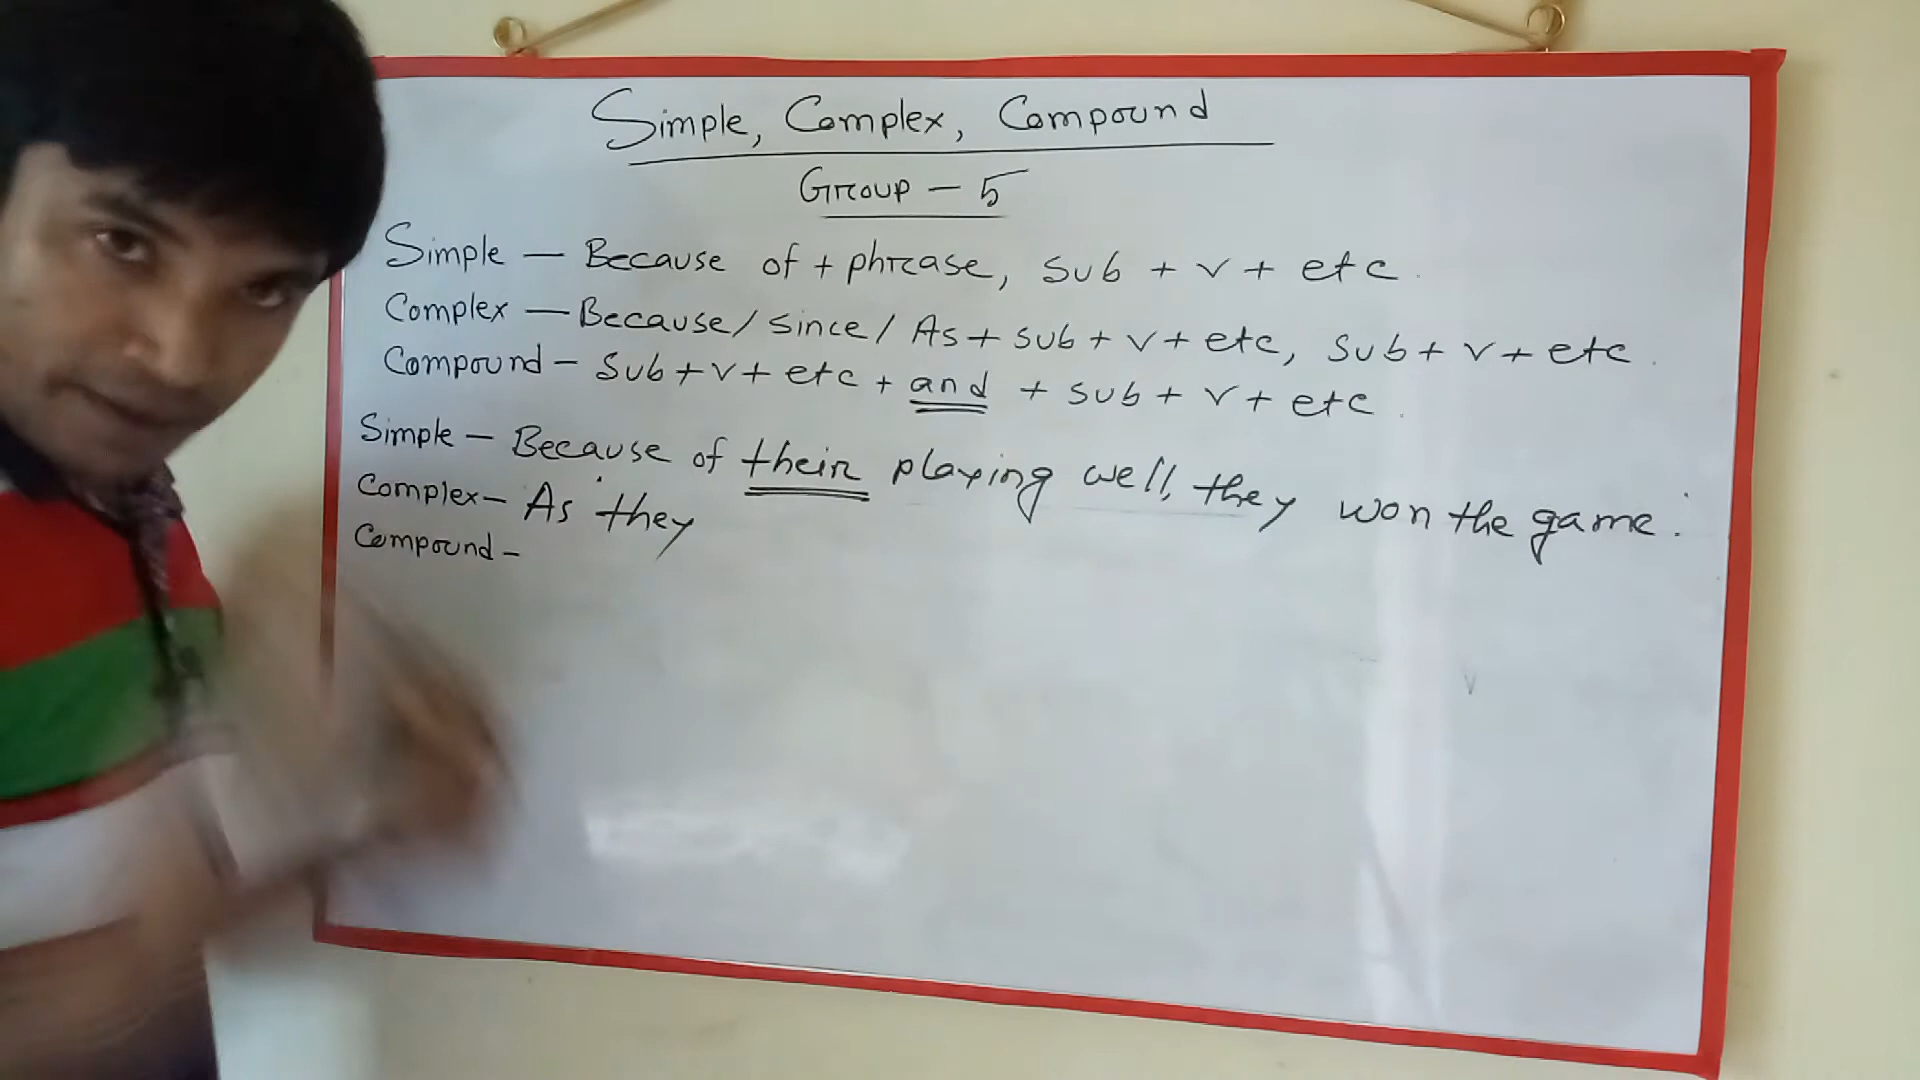 Simple, Complex, Compound
Group - 5
Simple — Because of + phrase, sub + v + etc.
Complex — Because/since/As + sub + v + etc, sub + v + etc.
Compound - Sub + v + etc + and + sub + v + etc.
Simple — Because of their playing well, they won the game.
Complex - As they
Compound -